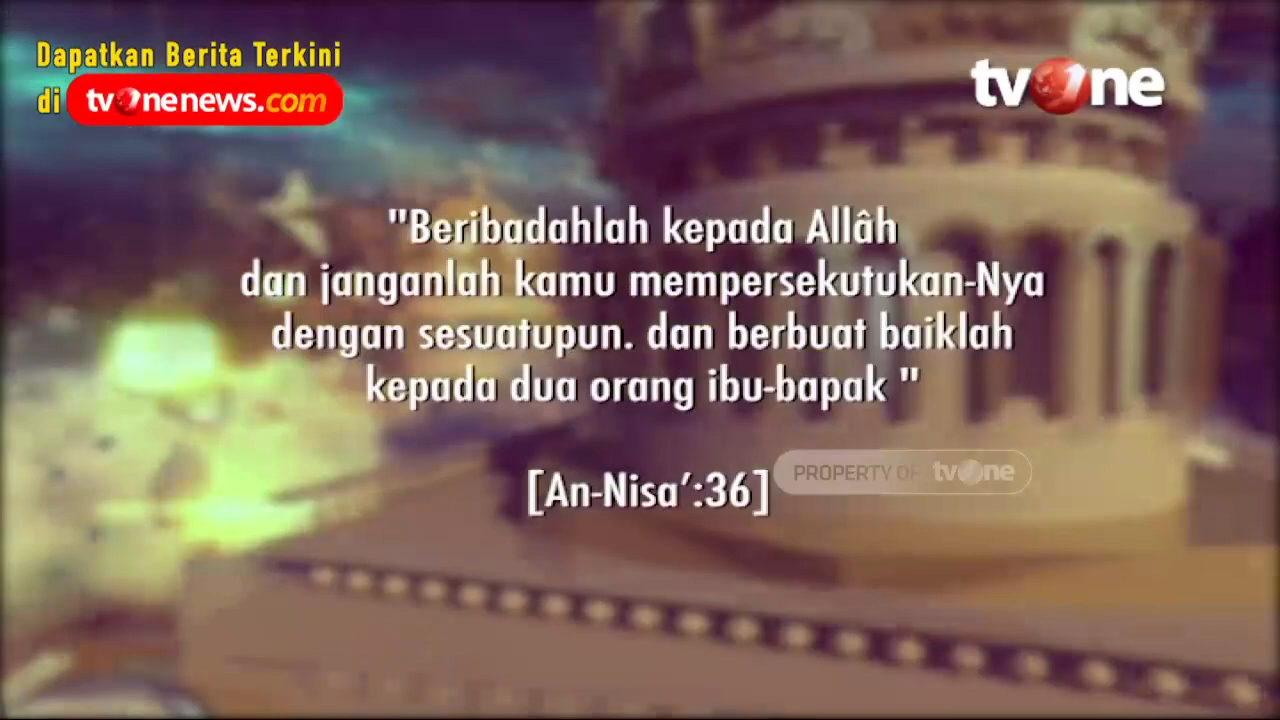 Dapatkan Berita Terkini
di tvonenews.com
tvOne
"Beribadahlah kepada Allâh
dan janganlah kamu mempersekutukan-Nya
dengan sesuatupun. dan berbuat baiklah
kepada dua orang ibu-bapak "
[An-Nisa′:36]
PROPERTY OF tvOne